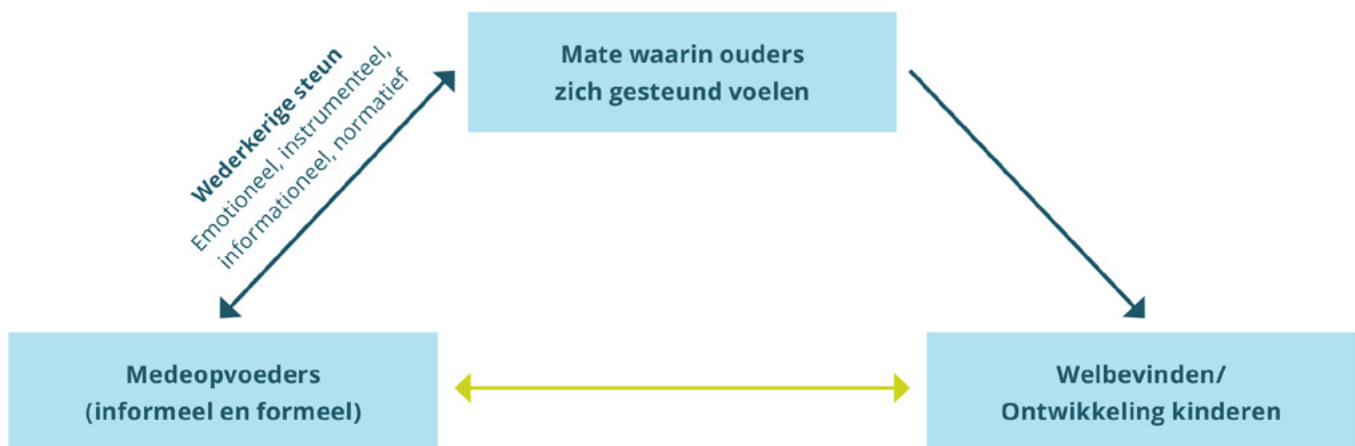 Mate waarin ouders
zich gesteund voelen
Wederkerige steun
Emotioneel, instrumenteel,
informationeel, normatief
Medeopvoeders
(informeel en formeel)
Welbevinden/
Ontwikkeling kinderen